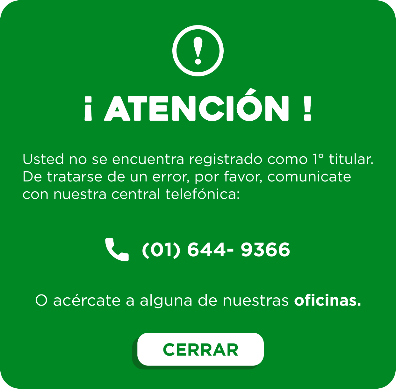 !
¡ ATENCIÓN !
Usted no se encuentra registrado como 1° titular.
De tratarse de un error, por favor, comunicate
con nuestra central telefónica:
(01) 644- 9366
O acércate a alguna de nuestras oficinas.
CERRAR